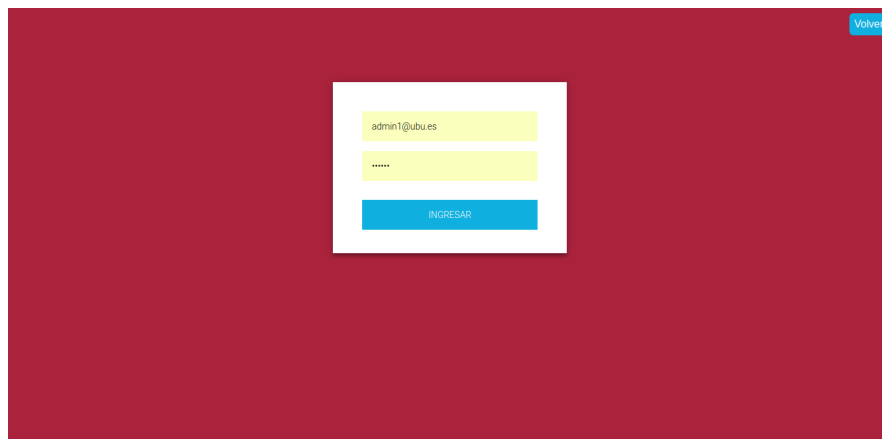 Volver
admin1@ubu.es
••••••
INGRESAR